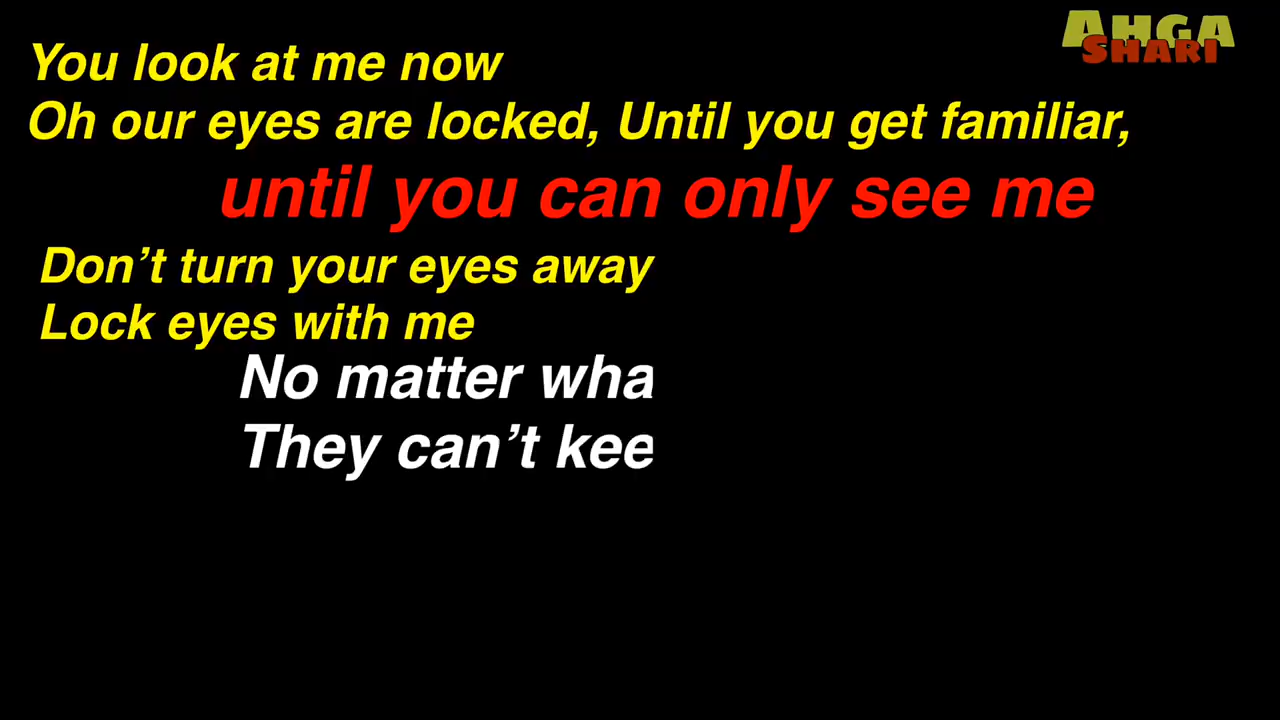 AHGA
SHARI
You look at me now
Oh our eyes are locked, Until you get familiar,
until you can only see me
Don’t turn your eyes away
Lock eyes with me
No matter wha
They can’t kee